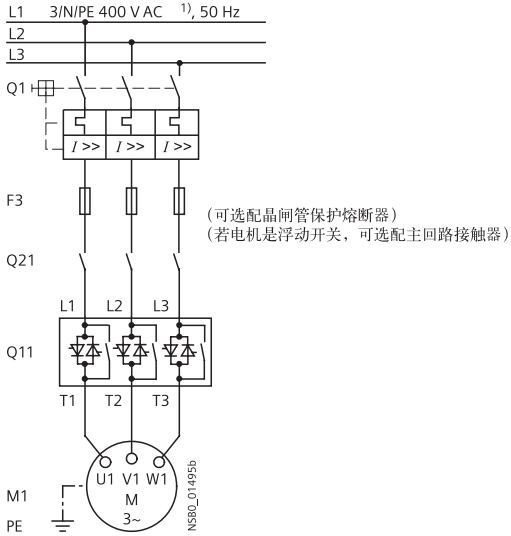 L1 3/N/PE 400 V AC 1), 50 Hz
L2
L3
Q1
I >> I >> I >>
F3
(可选配晶闸管保护熔断器)
(若电机是浮动开关，可选配主回路接触器)
Q21
L1 L2 L3
Q11
T1 T2 T3
U1 V1 W1
M
3~
M1
PE
NSB0_01495b